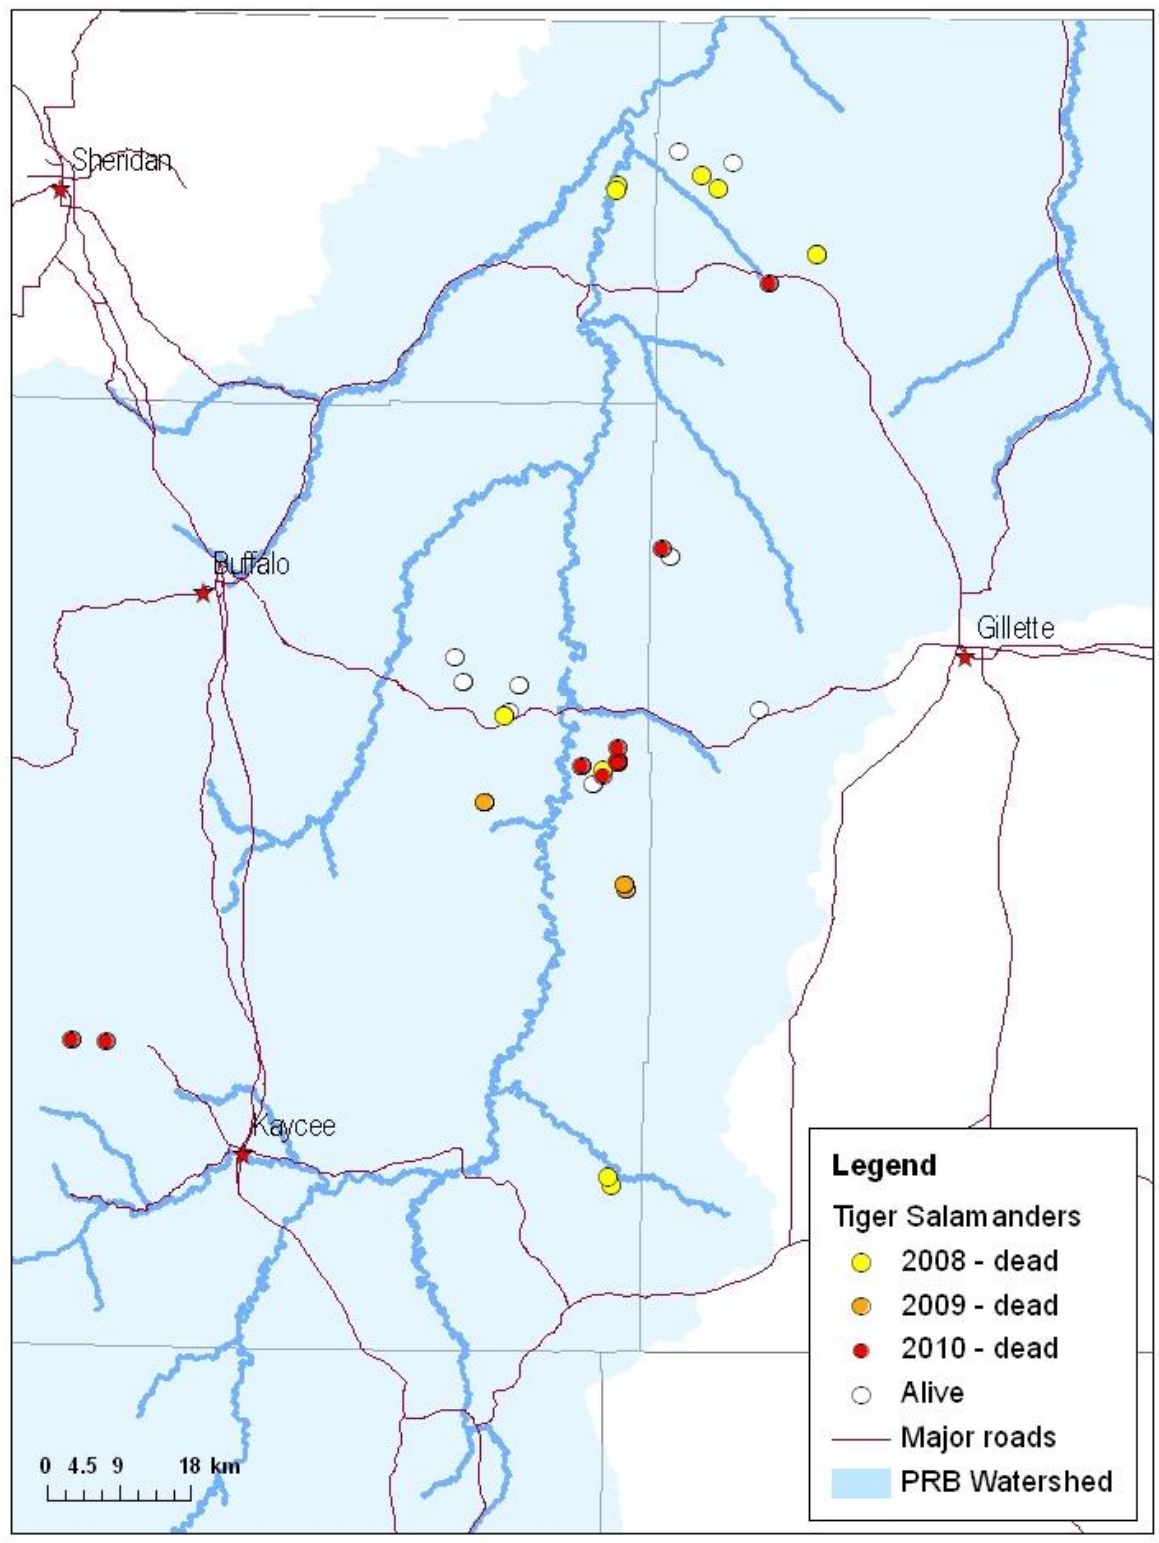 Sheridan
Buffalo
Gillette
Kaycee
Legend
Tiger Salamanders
2008 - dead
2009 - dead
2010 - dead
Alive
Major roads
PRB Watershed
0 4.5 9 18 km